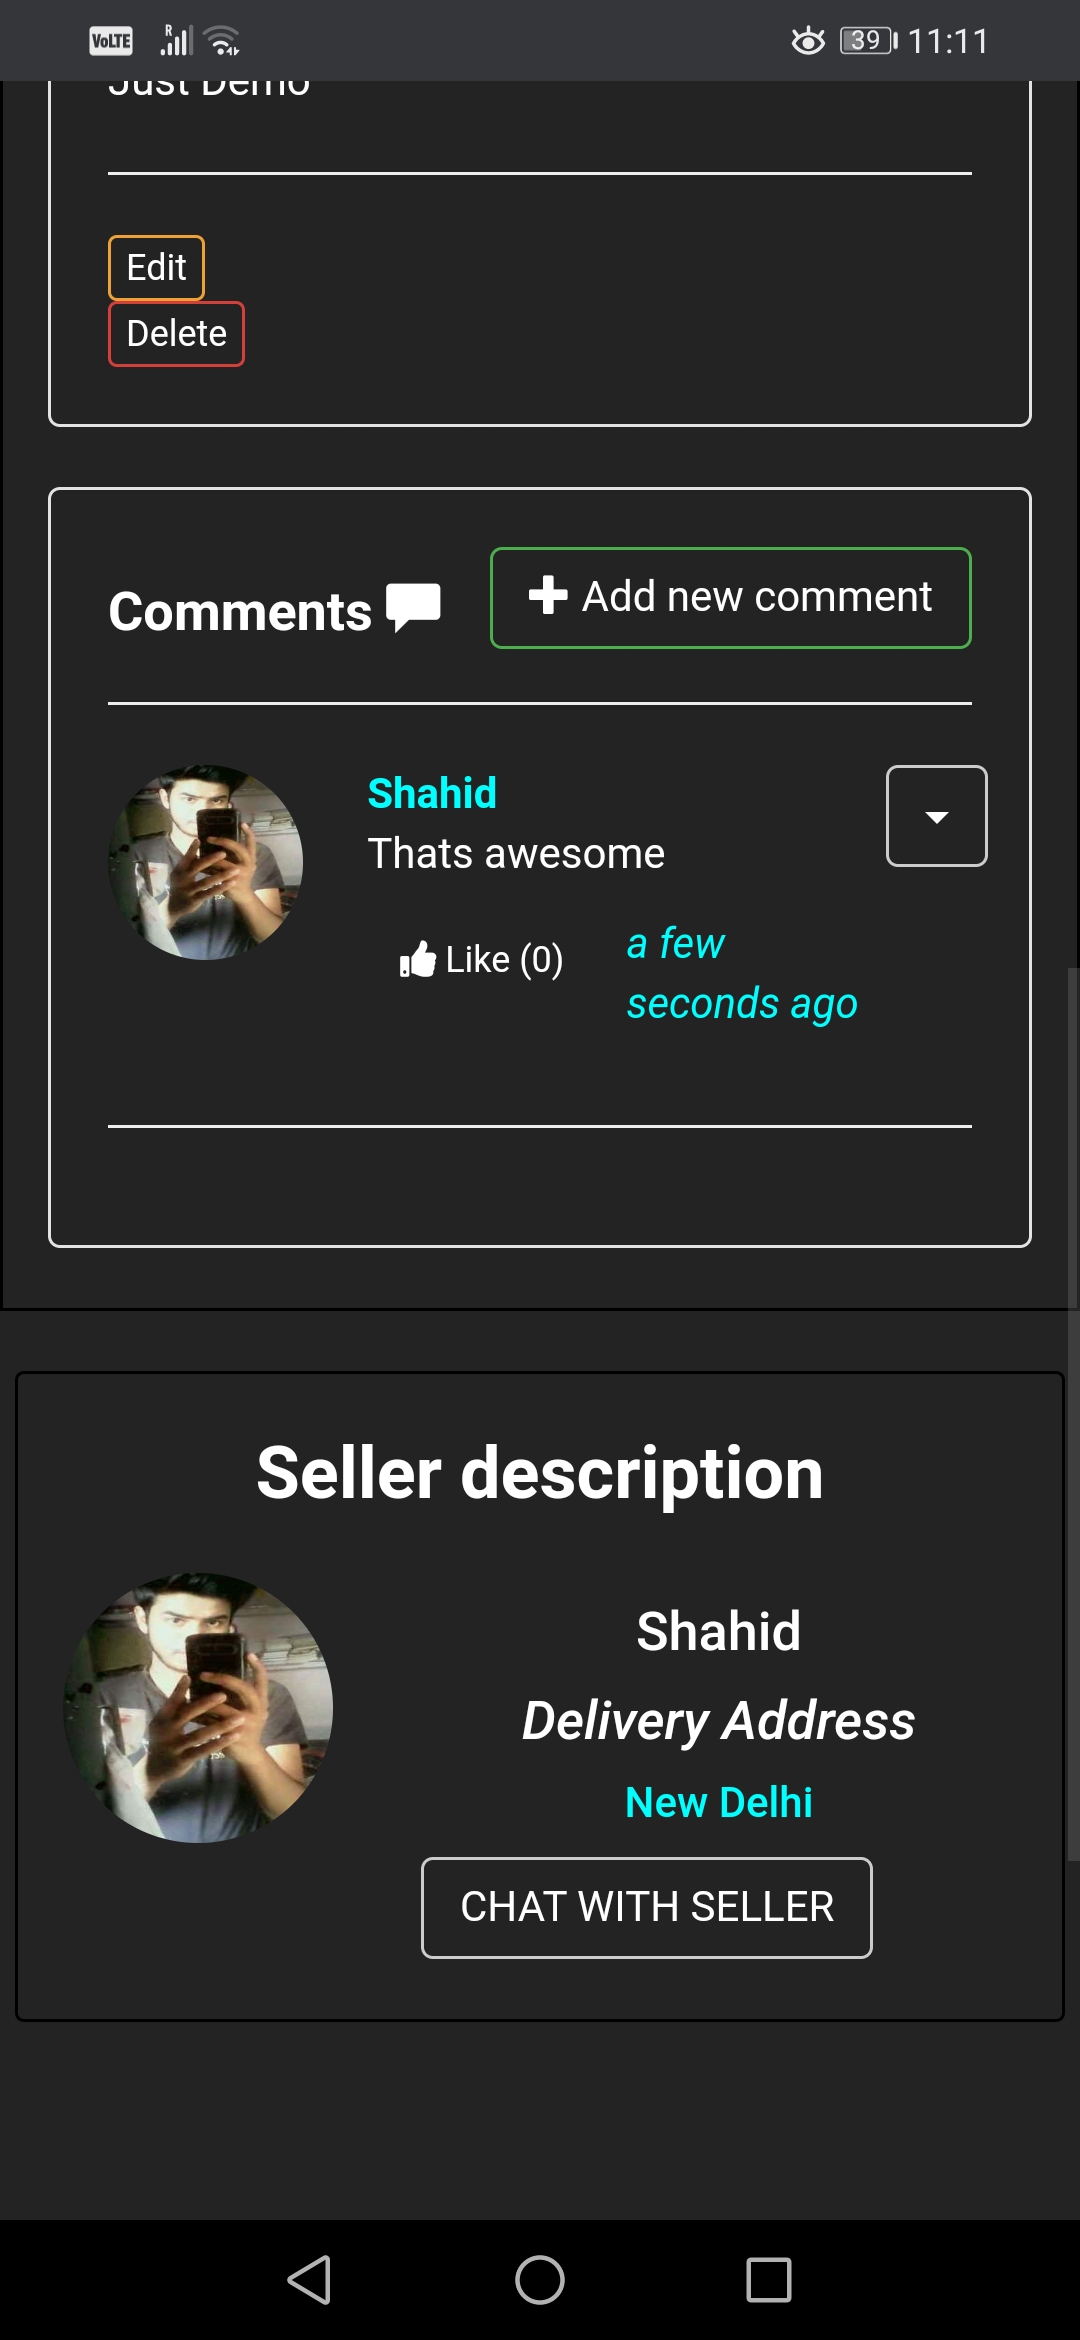 VoLTE R 39 11:11
Just Demo
Edit
Delete
Comments Add new comment
Shahid
Thats awesome
Like (0) a few
seconds ago
Seller description
Shahid
Delivery Address
New Delhi
CHAT WITH SELLER